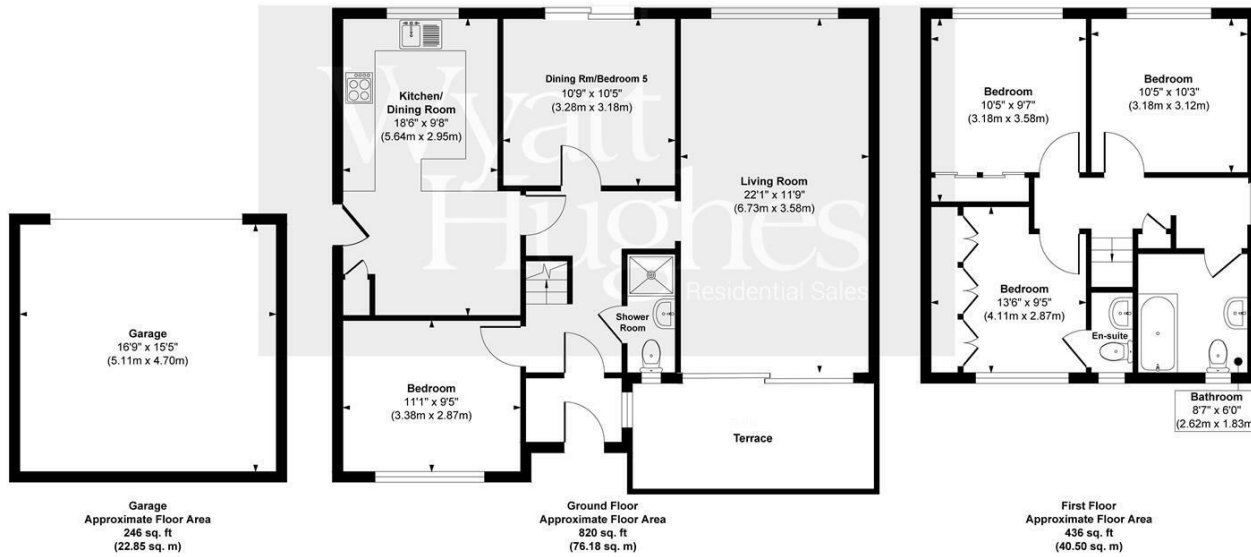 Wyatt
Hughes
Residential Sales
Kitchen/
Dining Room
18'6" x 9'8"
(5.64m x 2.95m)
Dining Rm/Bedroom 5
10'9" x 10'5"
(3.28m x 3.18m)
Living Room
22'1" x 11'9"
(6.73m x 3.58m)
Shower
Room
Bedroom
11'1" x 9'5"
(3.38m x 2.87m)
Terrace
Garage
16'9" x 15'5"
(5.11m x 4.70m)
Bedroom
10'5" x 9'7"
(3.18m x 3.58m)
Bedroom
10'5" x 10'3"
(3.18m x 3.12m)
Bedroom
13'6" x 9'5"
(4.11m x 2.87m)
En-suite
Bathroom
8'7" x 6'0"
(2.62m x 1.83m
Garage
Approximate Floor Area
246 sq. ft
(22.85 sq. m)
Ground Floor
Approximate Floor Area
820 sq. ft
(76.18 sq. m)
First Floor
Approximate Floor Area
436 sq. ft
(40.50 sq. m)